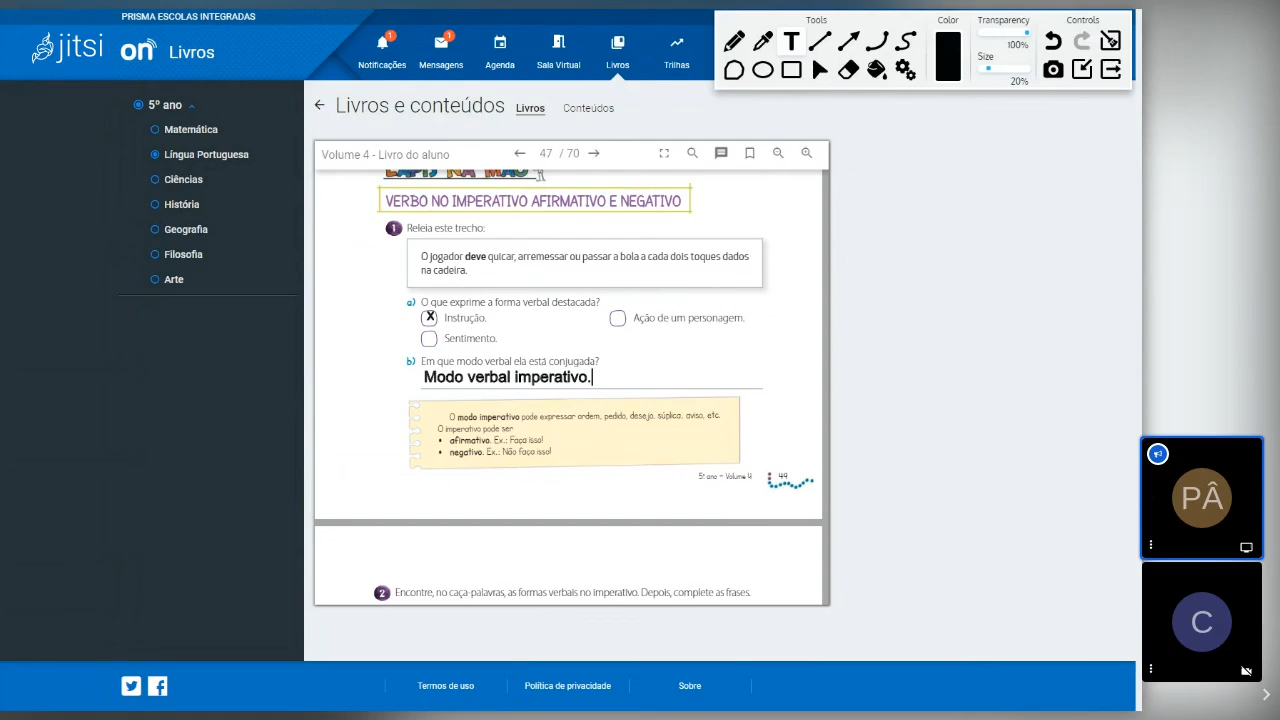 PRISMA ESCOLAS INTEGRADAS
jitsi on Livros
1
1
Notificações Mensagens Agenda Sala Virtual Livros Trilhas
Tools
Color
Transparency
100%
Size
20%
Controls
T
5º ano
Matemática
Língua Portuguesa
Ciências
História
Geografia
Filosofia
Arte
Livros e conteúdos Livros Conteúdos
Volume 4 - Livro do aluno 47 / 70
LÁPIS NA MÃO
VERBO NO IMPERATIVO AFIRMATIVO E NEGATIVO
1 Releia este trecho:
O jogador deve quicar, arremessar ou passar a bola a cada dois toques dados
na cadeira.
a) O que exprime a forma verbal destacada?
X Instrução. Ação de um personagem.
Sentimento.
b) Em que modo verbal ela está conjugada?
Modo verbal imperativo.
O modo imperativo pode expressar ordem, pedido, desejo, súplica, aviso, etc.
O imperativo pode ser
• afirmativo. Ex.: Faça isso!
• negativo. Ex.: Não faça isso!
5º ano – Volume 4 49
2 Encontre, no caça-palavras, as formas verbais no imperativo. Depois, complete as frases.
PÂ
C
Termos de uso Política de privacidade Sobre